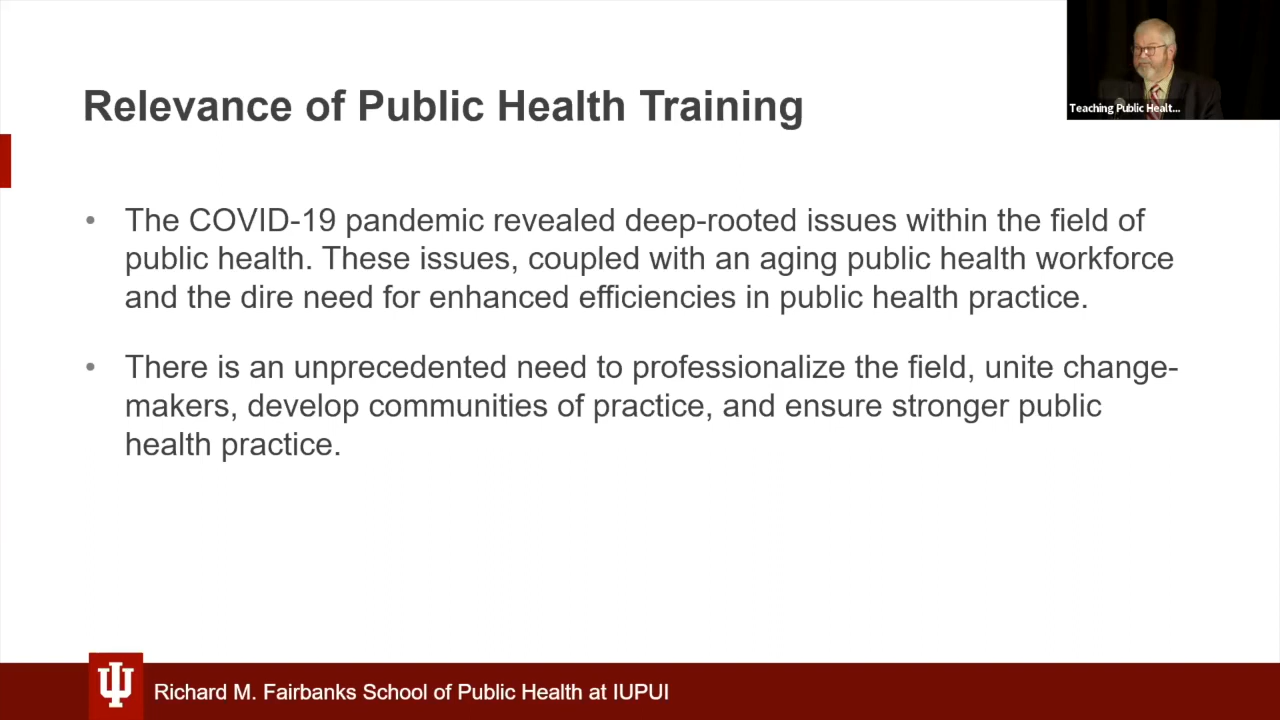 Teaching Public Healt...
Relevance of Public Health Training
• The COVID-19 pandemic revealed deep-rooted issues within the field of
public health. These issues, coupled with an aging public health workforce
and the dire need for enhanced efficiencies in public health practice.
• There is an unprecedented need to professionalize the field, unite change-
makers, develop communities of practice, and ensure stronger public
health practice.
Richard M. Fairbanks School of Public Health at IUPUI